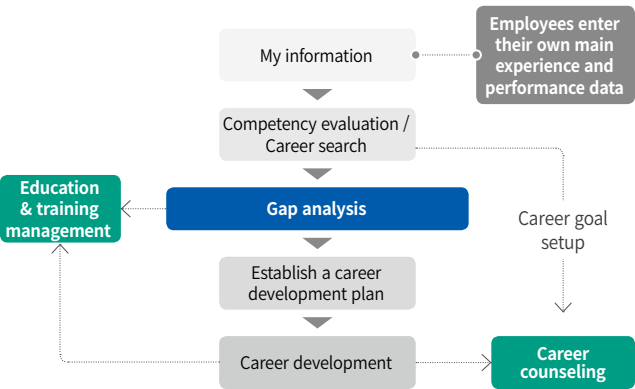 My information
Employees enter
their own main
experience and
performance data
Competency evaluation /
Career search
Education
& training
management
Gap analysis
Career goal
setup
Establish a career
development plan
Career development
Career
counseling